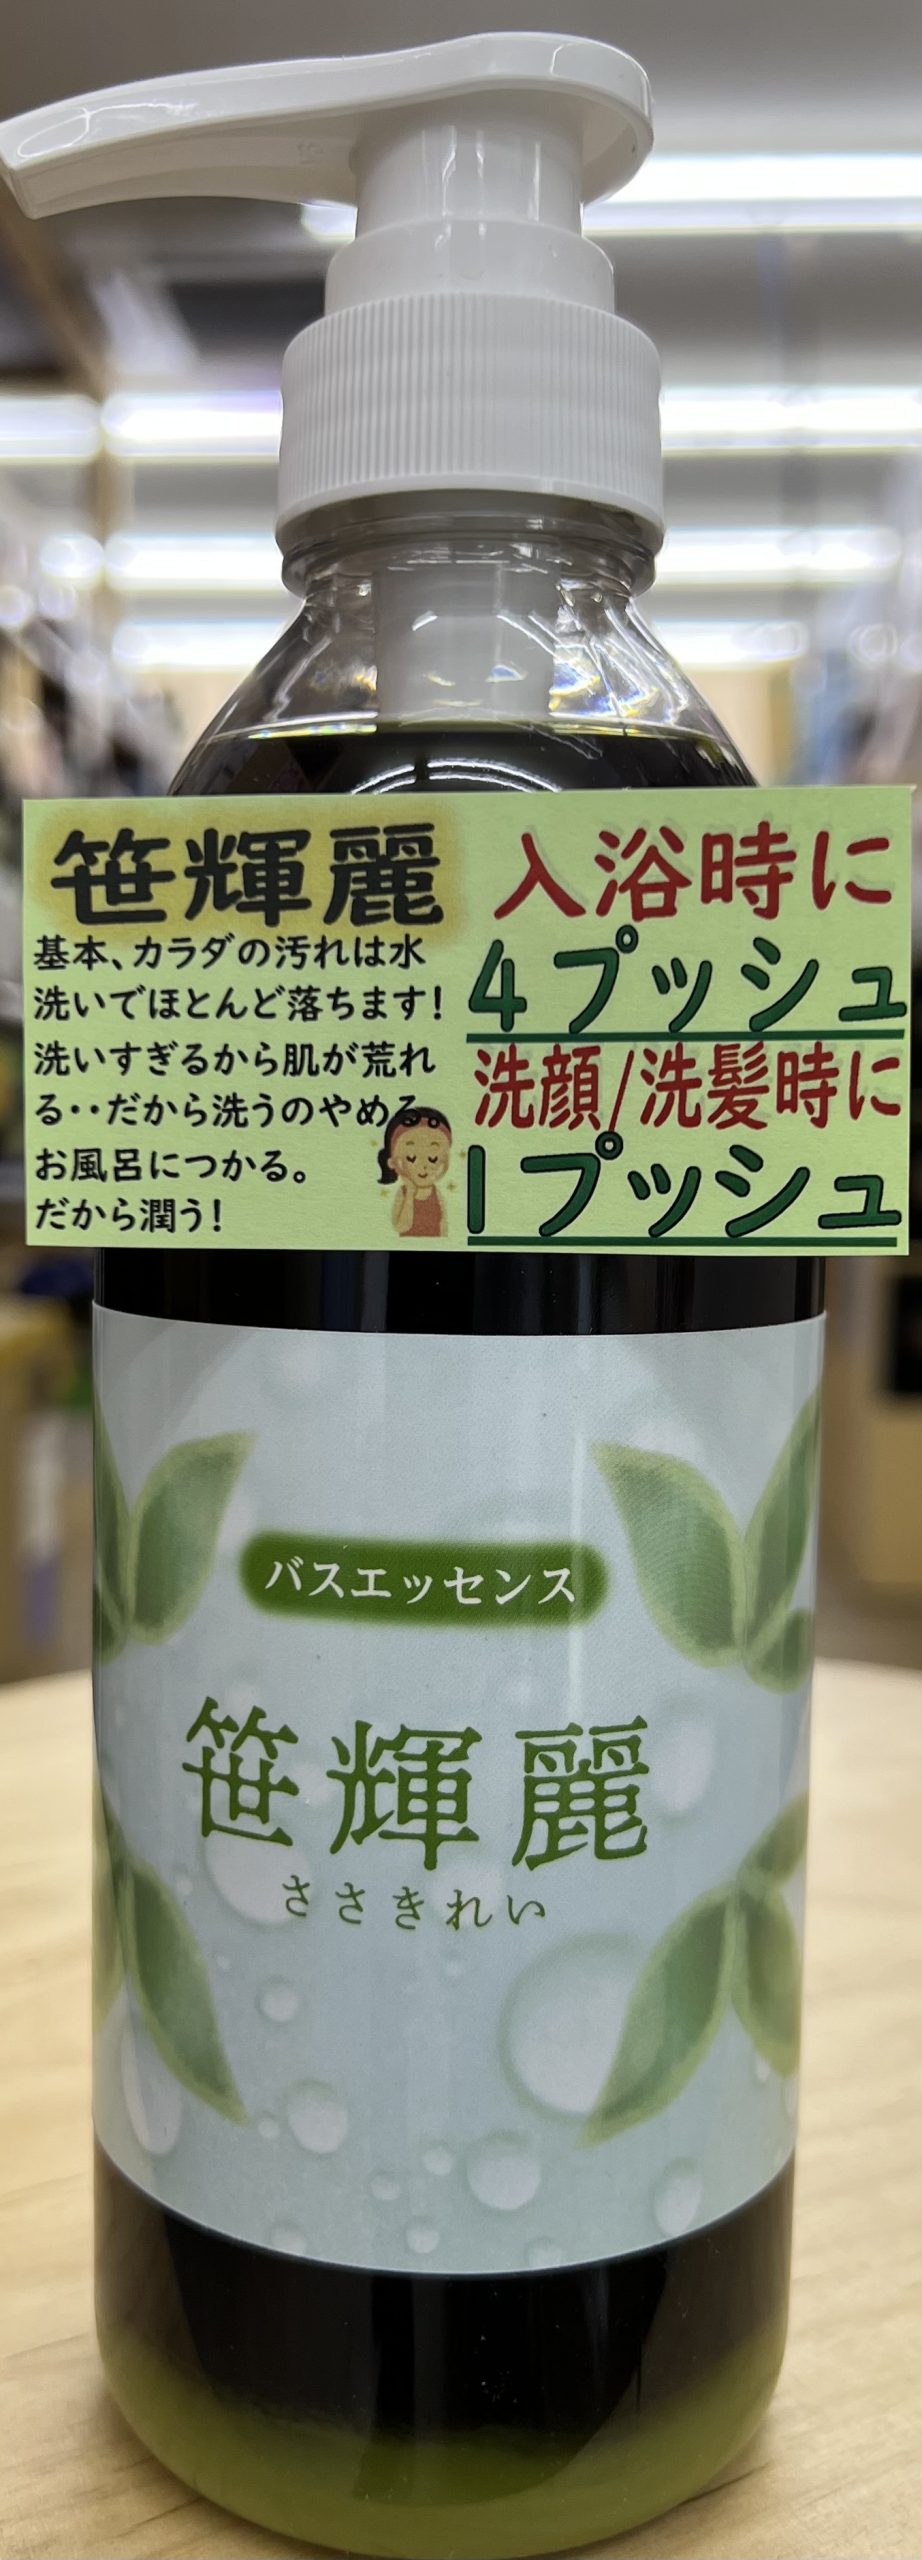 笹輝麗
基本、カラダの汚れは水
洗いでほとんど落ちます!
洗いすぎるから肌が荒れ
る‥だから洗うのやめる。
お風呂につかる。
だから潤う!
入浴時に
4プッシュ
洗顔/洗髪時に
1プッシュ
バスエッセンス
笹輝麗
ささきれい